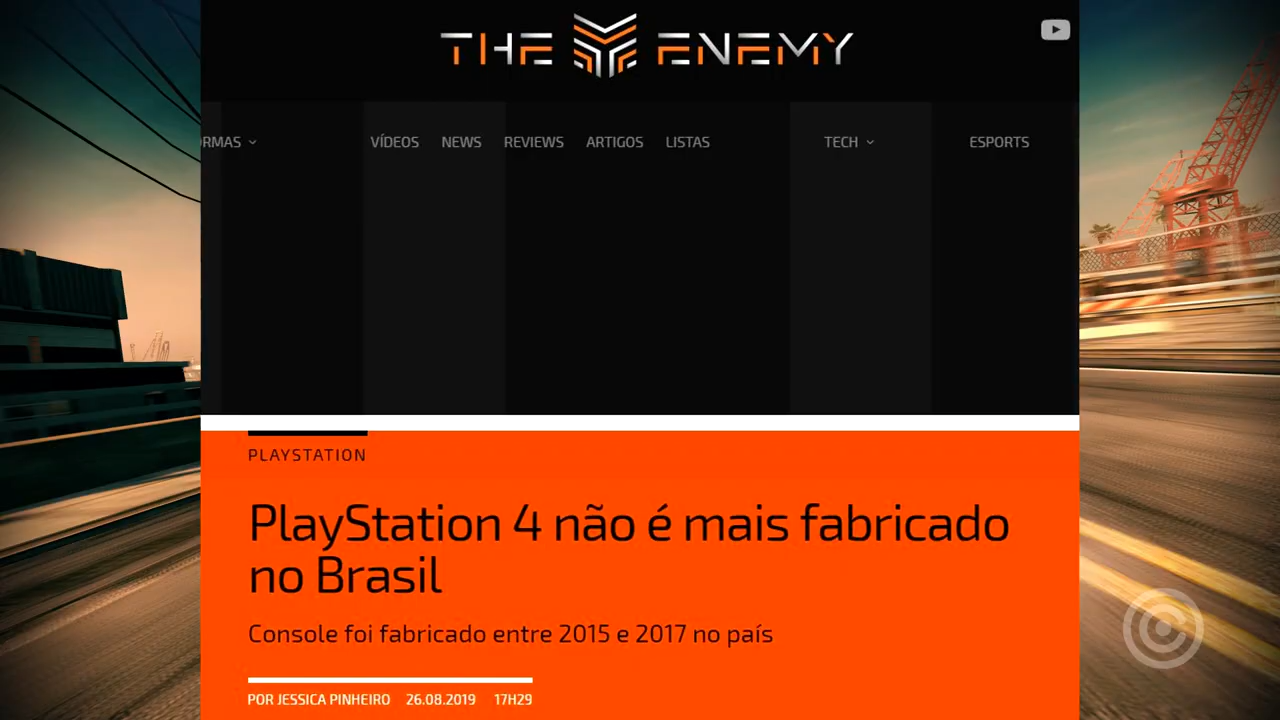 THE ENEMY
ORMAS
VÍDEOS
NEWS
REVIEWS
ARTIGOS
LISTAS
TECH
ESPORTS
PLAYSTATION
PlayStation 4 não é mais fabricado
no Brasil
Console foi fabricado entre 2015 e 2017 no país
POR JESSICA PINHEIRO 26.08.2019 17H29